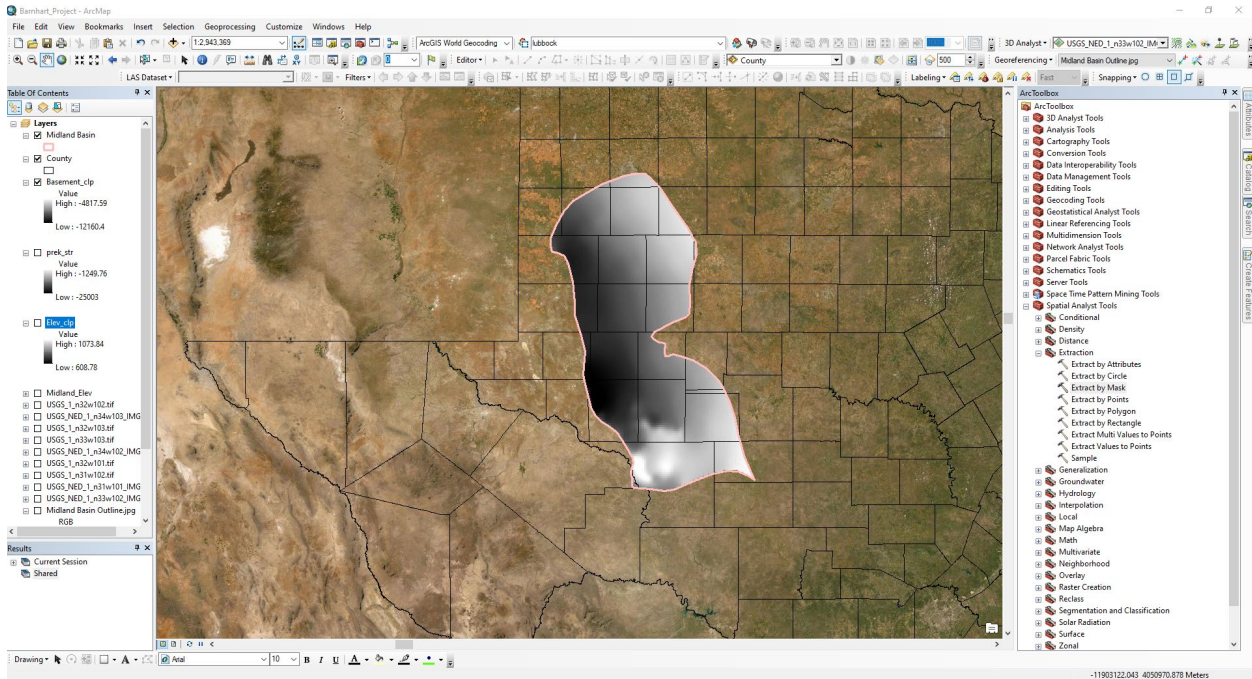 Barnhart_Project - ArcMap
File Edit View Bookmarks Insert Selection Geoprocessing Customize Windows Help
1:2,943,369
ArcGIS World Geocoding
lubbock
3D Analyst
USGS_NED_1_n33w102_IM
Editor
County
500
Georeferencing
Midland Basin Outline.jpg
LAS Dataset
Filters
Labeling
Fast
Snapping
Table Of Contents
Layers
Midland Basin
County
Basement_clp
Value
High : -4817.59
Low : -12160.4
prek_str
Value
High : -1249.76
Low : -25003
Elev_clp
Value
High : 1073.84
Low : 608.78
Midland_Elev
USGS_1_n32w102.tif
USGS_NED_1_n34w103_IMG
USGS_1_n32w103.tif
USGS_1_n33w103.tif
USGS_NED_1_n34w102_IMG
USGS_1_n32w101.tif
USGS_1_n31w102.tif
USGS_NED_1_n31w101_IMG
USGS_NED_1_n33w102_IMG
Midland Basin Outline.jpg
RGB
Results
Current Session
Shared
ArcToolbox
ArcToolbox
3D Analyst Tools
Analysis Tools
Cartography Tools
Conversion Tools
Data Interoperability Tools
Data Management Tools
Editing Tools
Geocoding Tools
Geostatistical Analyst Tools
Linear Referencing Tools
Multidimension Tools
Network Analyst Tools
Parcel Fabric Tools
Schematics Tools
Server Tools
Space Time Pattern Mining Tools
Spatial Analyst Tools
Conditional
Density
Distance
Extraction
Extract by Attributes
Extract by Circle
Extract by Mask
Extract by Points
Extract by Polygon
Extract by Rectangle
Extract Multi Values to Points
Extract Values to Points
Sample
Generalization
Groundwater
Hydrology
Interpolation
Local
Map Algebra
Math
Multivariate
Neighborhood
Overlay
Raster Creation
Reclass
Segmentation and Classification
Solar Radiation
Surface
Zonal
Attributes
Catalog
Search
Create Features
Drawing
Arial
10
B I U A
-11903122.043 4050970.878 Meters